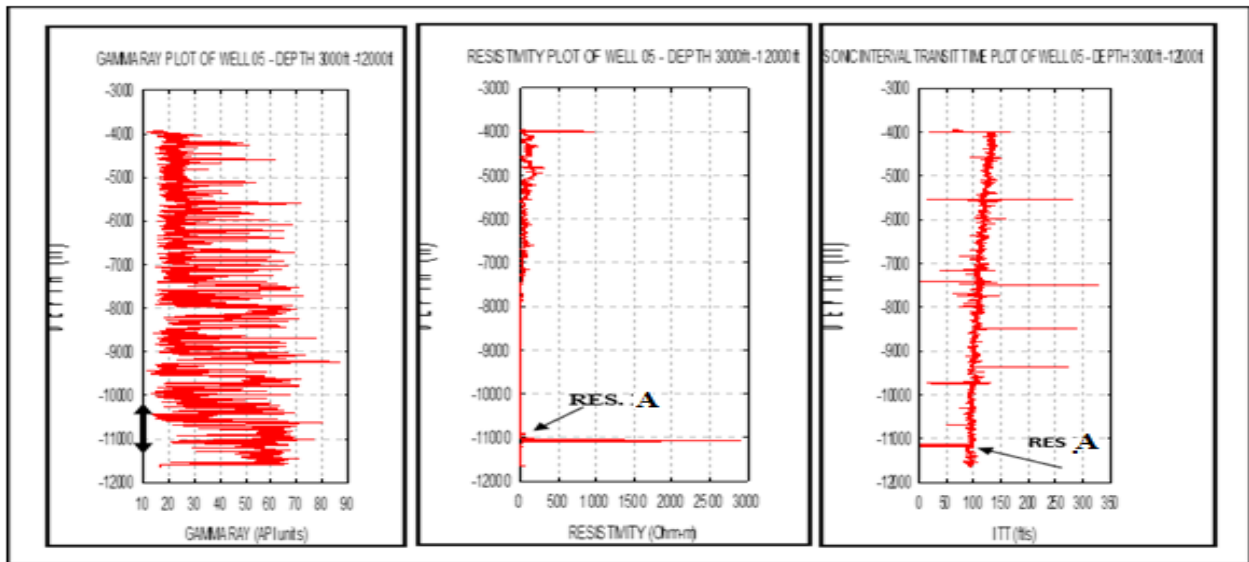 GAMMARAY PLOT OF WELL 05 - DEPTH 3000ft -12000ft
-3000
-4000
-5000
-6000
-7000
-8000
-9000
-10000
-11000
-12000
10 20 30 40 50 60 70 80 90
GAMMARAY (API units)
RESISTIVITY PLOT OF WELL 05 - DEPTH 3000ft -12000ft
-3000
-4000
-5000
-6000
-7000
-8000
-9000
-10000
-11000
-12000
RES. A
0 500 1000 1500 2000 2500 3000
RESISTIVITY (Ohm-m)
SONIC INTERVAL TRANSIT TIME PLOT OF WELL 05 - DEPTH 3000ft -12000ft
-3000
-4000
-5000
-6000
-7000
-8000
-9000
-10000
-11000
-12000
RES A
0 50 100 150 200 250 300 350
ITT (ft/s)